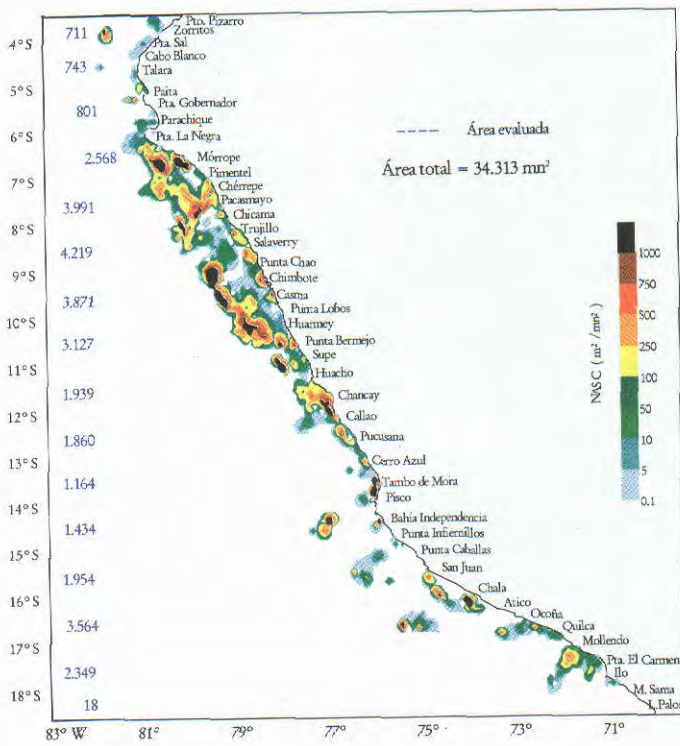 Pto. Pizarro
Zorritos
Pta. Sal
Cabo Blanco
Talara
Paita
Pta. Gobernador
Parachique
Pta. La Negra
Mórrope
Pimentel
Chérrepe
Pacasmayo
Chicama
Trujillo
Salaverry
Punta Chao
Chimbote
Casma
Punta Lobos
Huarmey
Punta Bermejo
Supe
Huacho
Chancay
Callao
Pucusana
Cerro Azul
Tambo de Mora
Pisco
Bahía Independencia
Punta Infiernillos
Punta Caballas
San Juan
Chala
Atico
Ocoña
Quilca
Mollendo
Pta. El Carmen
Ilo
M. Sama
L. Palos
Área evaluada
Área total = 34.313 mn²
NASC ( m² / mn²)
1000
750
500
250
100
50
10
5
0.1
4° S
5° S
6° S
7° S
8° S
9° S
10° S
11° S
12° S
13° S
14° S
15° S
16° S
17° S
18° S
711
743
801
2.568
3.991
4.219
3.871
3.127
1.939
1.860
1.164
1.434
1.954
3.564
2.349
18
83° W 81° 79° 77° 75° 73° 71°